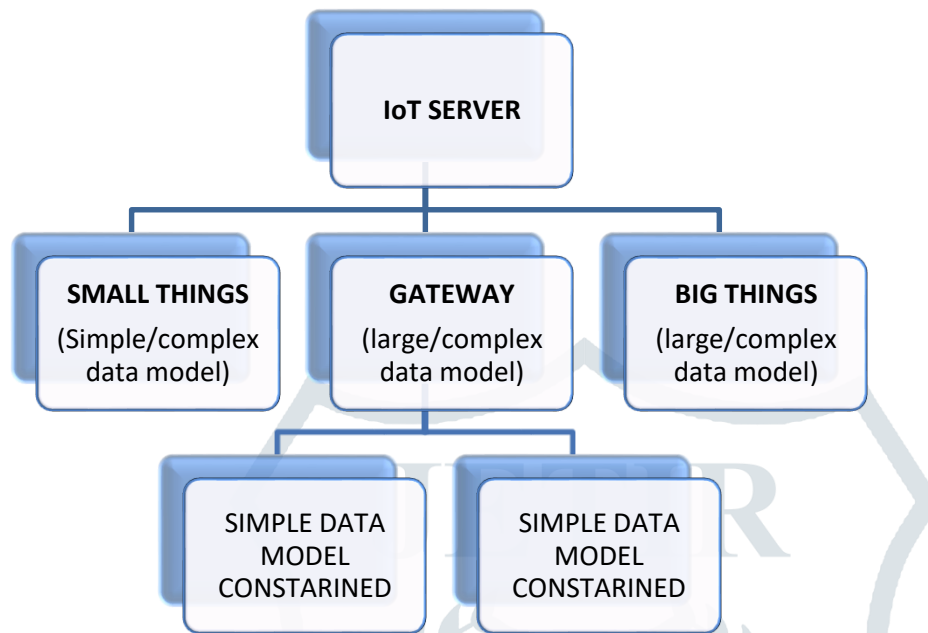 IoT SERVER
SMALL THINGS
(Simple/complex
data model)
GATEWAY
(large/complex
data model)
BIG THINGS
(large/complex
data model)
SIMPLE DATA
MODEL
CONSTARINED
SIMPLE DATA
MODEL
CONSTARINED